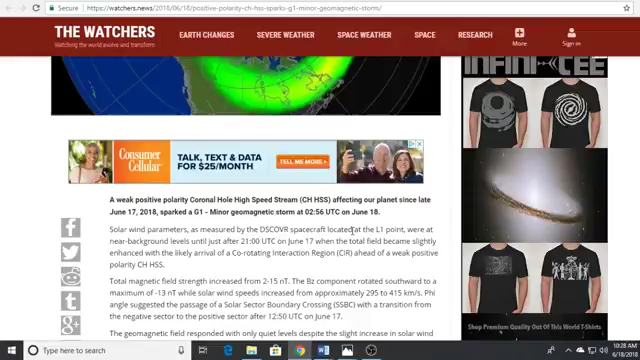 Secure | https://watchers.news/2018/06/18/positive-polarity-ch-hss-sparks-g1-minor-geomagnetic-storm/
THE WATCHERS
Watching the world evolve and transform
EARTH CHANGES
SEVERE WEATHER
SPACE WEATHER
SPACE
RESEARCH
More
Sign in
INFINI-TEE
Consumer
Cellular
TALK, TEXT & DATA
FOR $25/MONTH
TELL ME MORE
A weak positive polarity Coronal Hole High Speed Stream (CH HSS) affecting our planet since late
June 17, 2018, sparked a G1 - Minor geomagnetic storm at 02:56 UTC on June 18.
Solar wind parameters, as measured by the DSCOVR spacecraft located at the L1 point, were at
near-background levels until just after 21:00 UTC on June 17 when the total field became slightly
enhanced with the likely arrival of a Co-rotating Interaction Region (CIR) ahead of a weak positive
polarity CH HSS.
Total magnetic field strength increased from 2-15 nT. The Bz component rotated southward to a
maximum of -13 nT while solar wind speeds increased from approximately 295 to 415 km/s. Phi
angle suggested the passage of a Solar Sector Boundary Crossing (SSBC) with a transition from
the negative sector to the positive sector after 12:50 UTC on June 17.
The geomagnetic field responded with only quiet levels despite the slight increase in solar wind
Shop Premium Quality Out Of This World T-Shirts
Type here to search
10:28 AM
6/18/2018